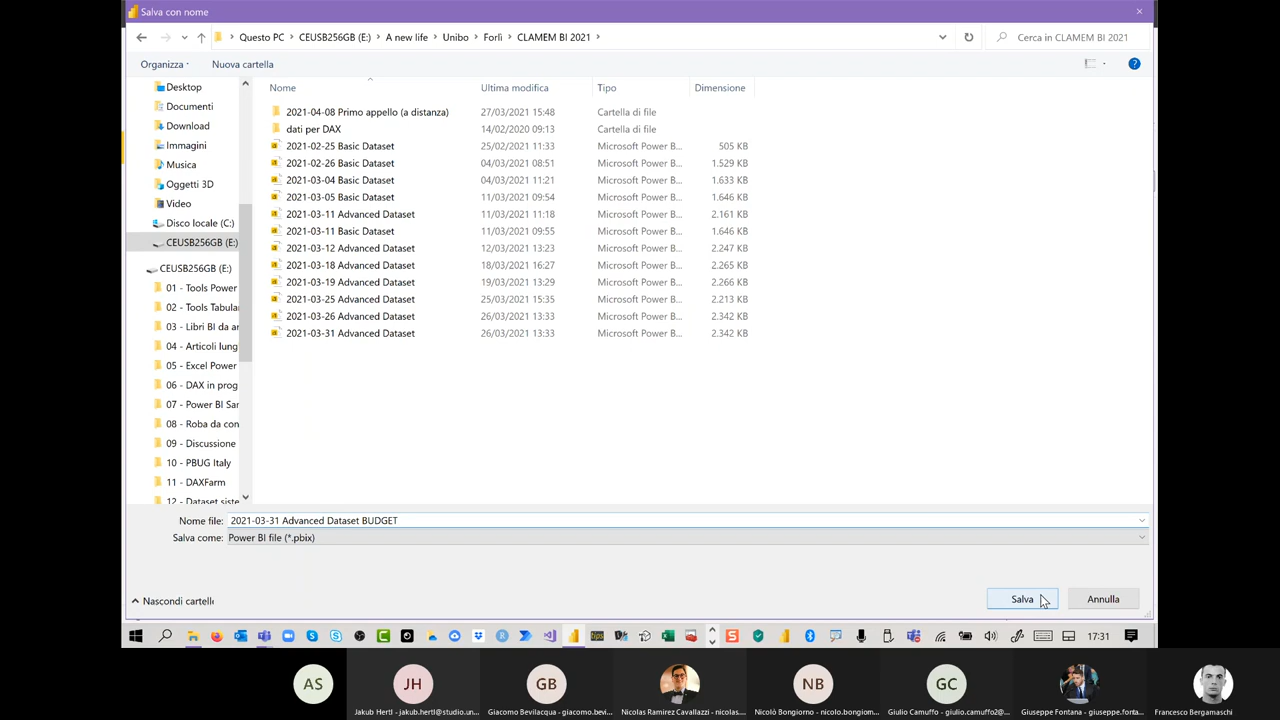 Salva con nome
Questo PC > CEUSB256GB (E:) > A new life > Unibo > Forlì > CLAMEM BI 2021 >
Cerca in CLAMEM BI 2021
Organizza
Nuova cartella
Nome Ultima modifica Tipo Dimensione
Desktop
Documenti
Download
Immagini
Musica
Oggetti 3D
Video
Disco locale (C:)
CEUSB256GB (E:)
CEUSB256GB (E:)
01 - Tools Power
02 - Tools Tabular
03 - Libri BI da ar
04 - Articoli lung
05 - Excel Power
06 - DAX in prog
07 - Power BI Sar
08 - Roba da con
09 - Discussione
10 - PBUG Italy
11 - DAXFarm
12 - Dataset siste
2021-04-08 Primo appello (a distanza) 27/03/2021 15:48 Cartella di file
dati per DAX 14/02/2020 09:13 Cartella di file
2021-02-25 Basic Dataset 25/02/2021 11:33 Microsoft Power B... 505 KB
2021-02-26 Basic Dataset 04/03/2021 08:51 Microsoft Power B... 1.529 KB
2021-03-04 Basic Dataset 04/03/2021 11:21 Microsoft Power B... 1.633 KB
2021-03-05 Basic Dataset 11/03/2021 09:54 Microsoft Power B... 1.646 KB
2021-03-11 Advanced Dataset 11/03/2021 11:18 Microsoft Power B... 2.161 KB
2021-03-11 Basic Dataset 11/03/2021 09:55 Microsoft Power B... 1.646 KB
2021-03-12 Advanced Dataset 12/03/2021 13:23 Microsoft Power B... 2.247 KB
2021-03-18 Advanced Dataset 18/03/2021 16:27 Microsoft Power B... 2.265 KB
2021-03-19 Advanced Dataset 19/03/2021 13:29 Microsoft Power B... 2.266 KB
2021-03-25 Advanced Dataset 25/03/2021 15:35 Microsoft Power B... 2.213 KB
2021-03-26 Advanced Dataset 26/03/2021 13:33 Microsoft Power B... 2.342 KB
2021-03-31 Advanced Dataset 26/03/2021 13:33 Microsoft Power B... 2.342 KB
Nome file: 2021-03-31 Advanced Dataset BUDGET
Salva come: Power BI file (*.pbix)
Nascondi cartelle
Salva
Annulla
17:31
AS
JH
GB
NB
GC
Jakub Hertl - jakub.hertl@studio.un...
Giacomo Bevilacqua - giacomo.bevi...
Nicolas Ramirez Cavallazzi - nicolas...
Nicolò Bongiorno - nicolo.bongiorn...
Giulio Camuffo - giulio.camuffo2@...
Giuseppe Fontana - giuseppe.fonta...
Francesco Bergamaschi